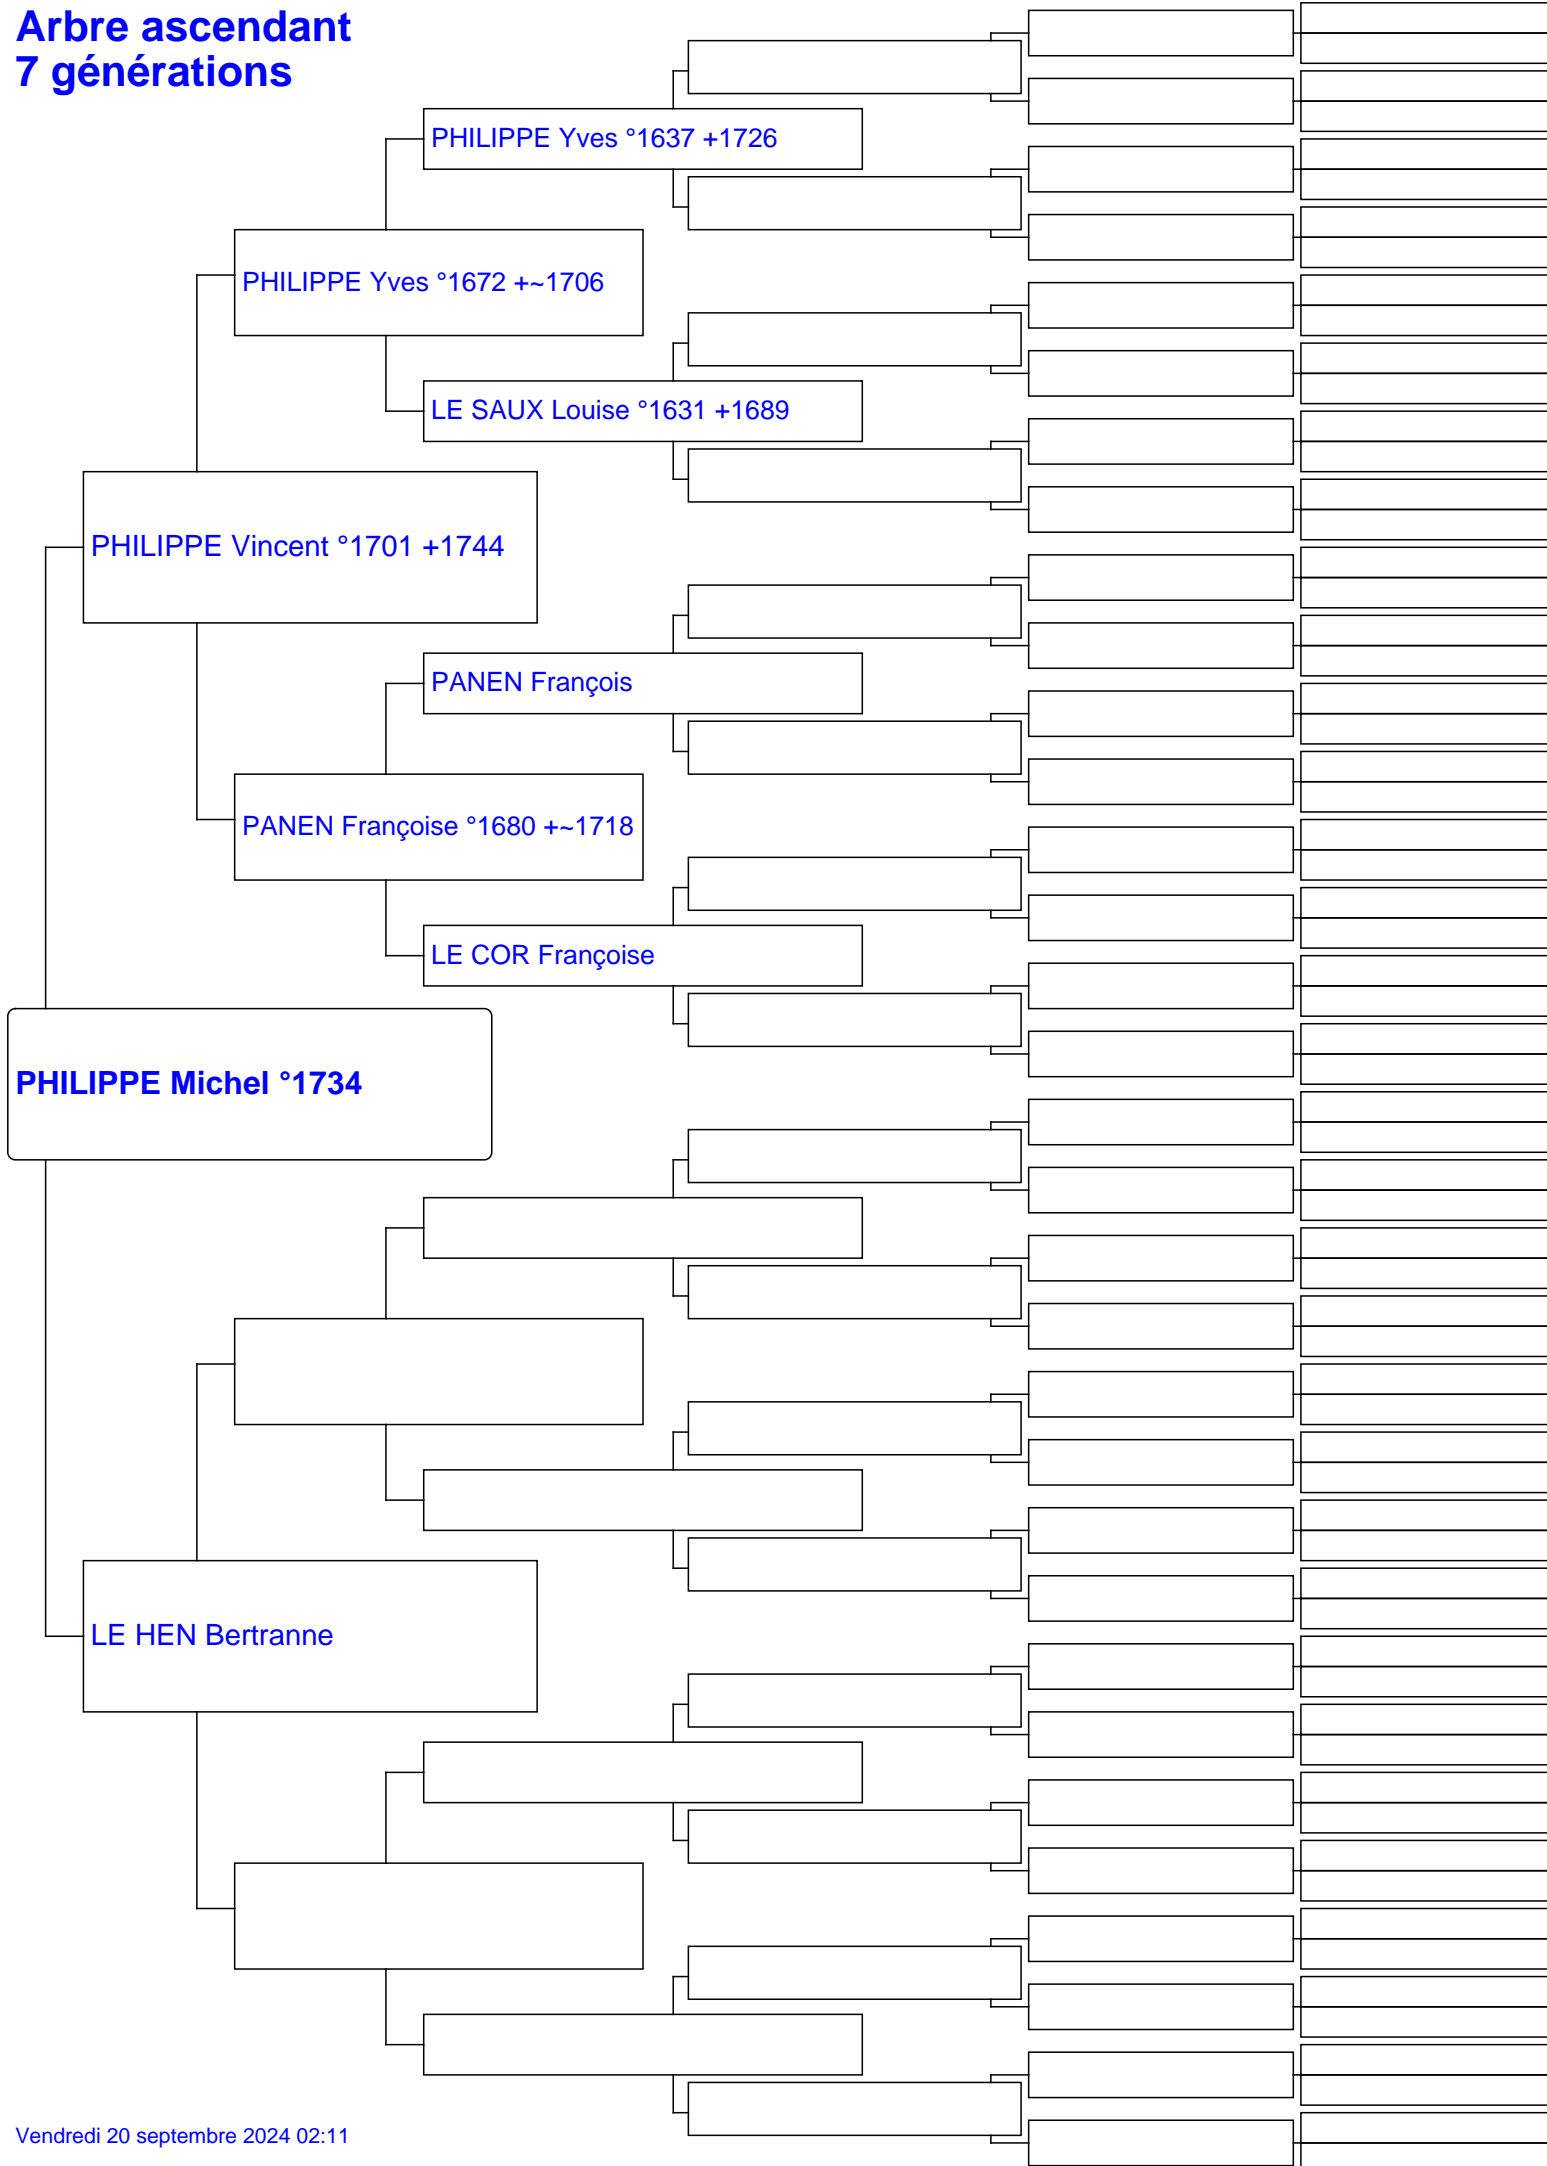 Arbre ascendant
7 générations
PHILIPPE Yves °1637 +1726
PHILIPPE Yves °1672 +~1706
LE SAUX Louise °1631 +1689
PHILIPPE Vincent °1701 +1744
PANEN François
PANEN Françoise °1680 +~1718
LE COR Françoise
PHILIPPE Michel °1734
LE HEN Bertranne
Vendredi 20 septembre 2024 02:11